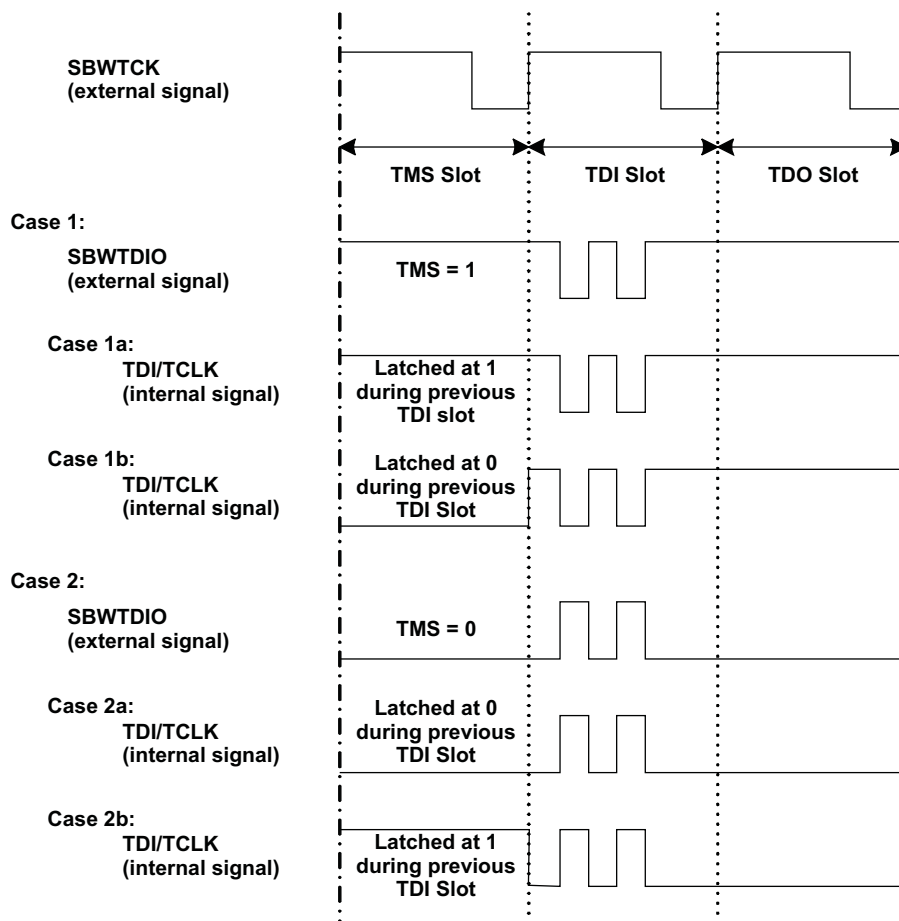 SBWTCK
(external signal)
TMS Slot
TDI Slot
TDO Slot
Case 1:
SBWTDIO
(external signal)
TMS = 1
Case 1a:
TDI/TCLK
(internal signal)
Latched at 1
during previous
TDI slot
Case 1b:
TDI/TCLK
(internal signal)
Latched at 0
during previous
TDI Slot
Case 2:
SBWTDIO
(external signal)
TMS = 0
Case 2a:
TDI/TCLK
(internal signal)
Latched at 0
during previous
TDI Slot
Case 2b:
TDI/TCLK
(internal signal)
Latched at 1
during previous
TDI Slot